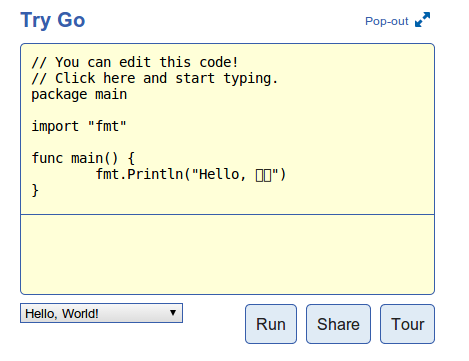 Try Go
Pop-out
// You can edit this code!
// Click here and start typing.
package main
import "fmt"
func main() {
fmt.Println("Hello, ")
}
Hello, World!
Run
Share
Tour